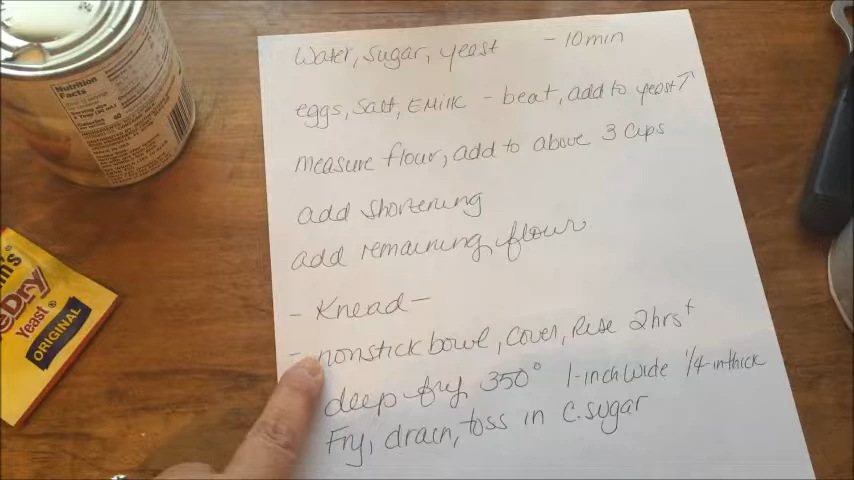 Nutrition
Facts
m's
eDry
Yeast
ORIGINAL
Water, sugar, yeast - 10min
eggs, salt, EMilk - beat, add to yeast ↗
measure flour, add to above 3 cups
add shortening
add remaining flour
- Knead -
- nonstick bowl, cover, Rise 2hrs+
deep fry 350° 1-inch wide 1/4-in thick
Fry, drain, toss in C. sugar